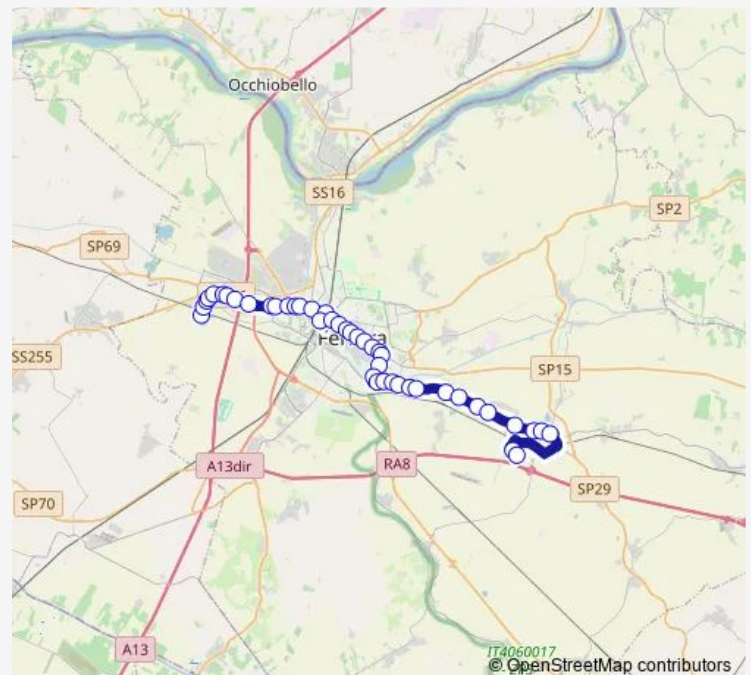 Occhiobello
SS16
SP2
SP69
SS255
SP15
A13dir
RA8
SP29
SP70
A13
IT4060017
© OpenStreetMap contributors